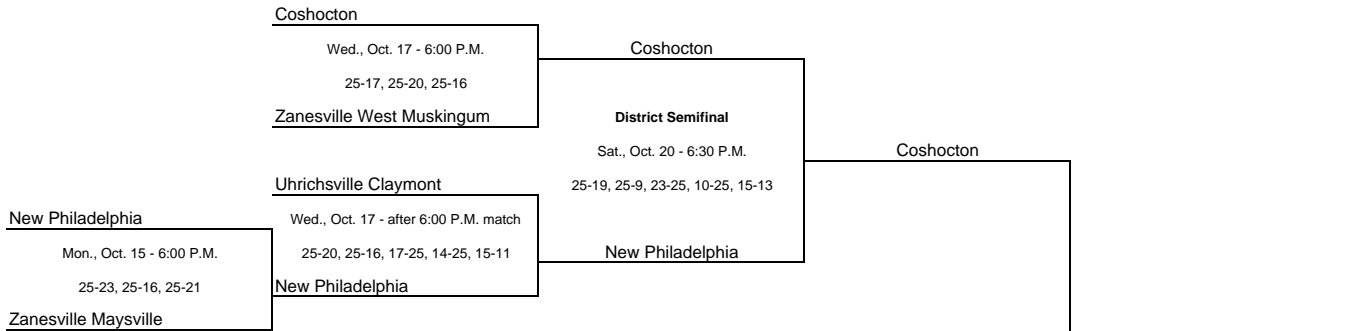 Coshocton
Wed., Oct. 17 - 6:00 P.M.
Coshocton
25-17, 25-20, 25-16
Zanesville West Muskingum
District Semifinal
Sat., Oct. 20 - 6:30 P.M.
Coshocton
Uhrichsville Claymont
25-19, 25-9, 23-25, 10-25, 15-13
New Philadelphia
Wed., Oct. 17 - after 6:00 P.M. match
Mon., Oct. 15 - 6:00 P.M.
25-20, 25-16, 17-25, 14-25, 15-11
New Philadelphia
25-23, 25-16, 25-21
New Philadelphia
Zanesville Maysville